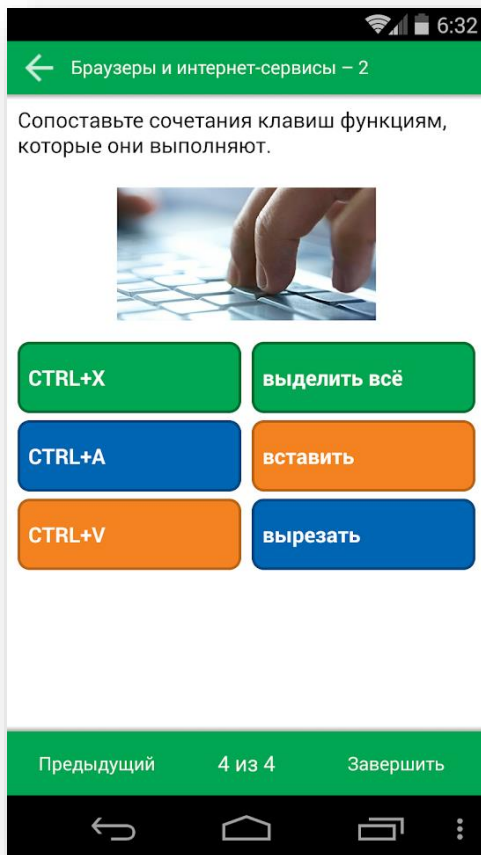 6:32
Браузеры и интернет-сервисы – 2
Сопоставьте сочетания клавиш функциям,
которые они выполняют.
CTRL+X
выделить всё
CTRL+A
вставить
CTRL+V
вырезать
Предыдущий 4 из 4 Завершить